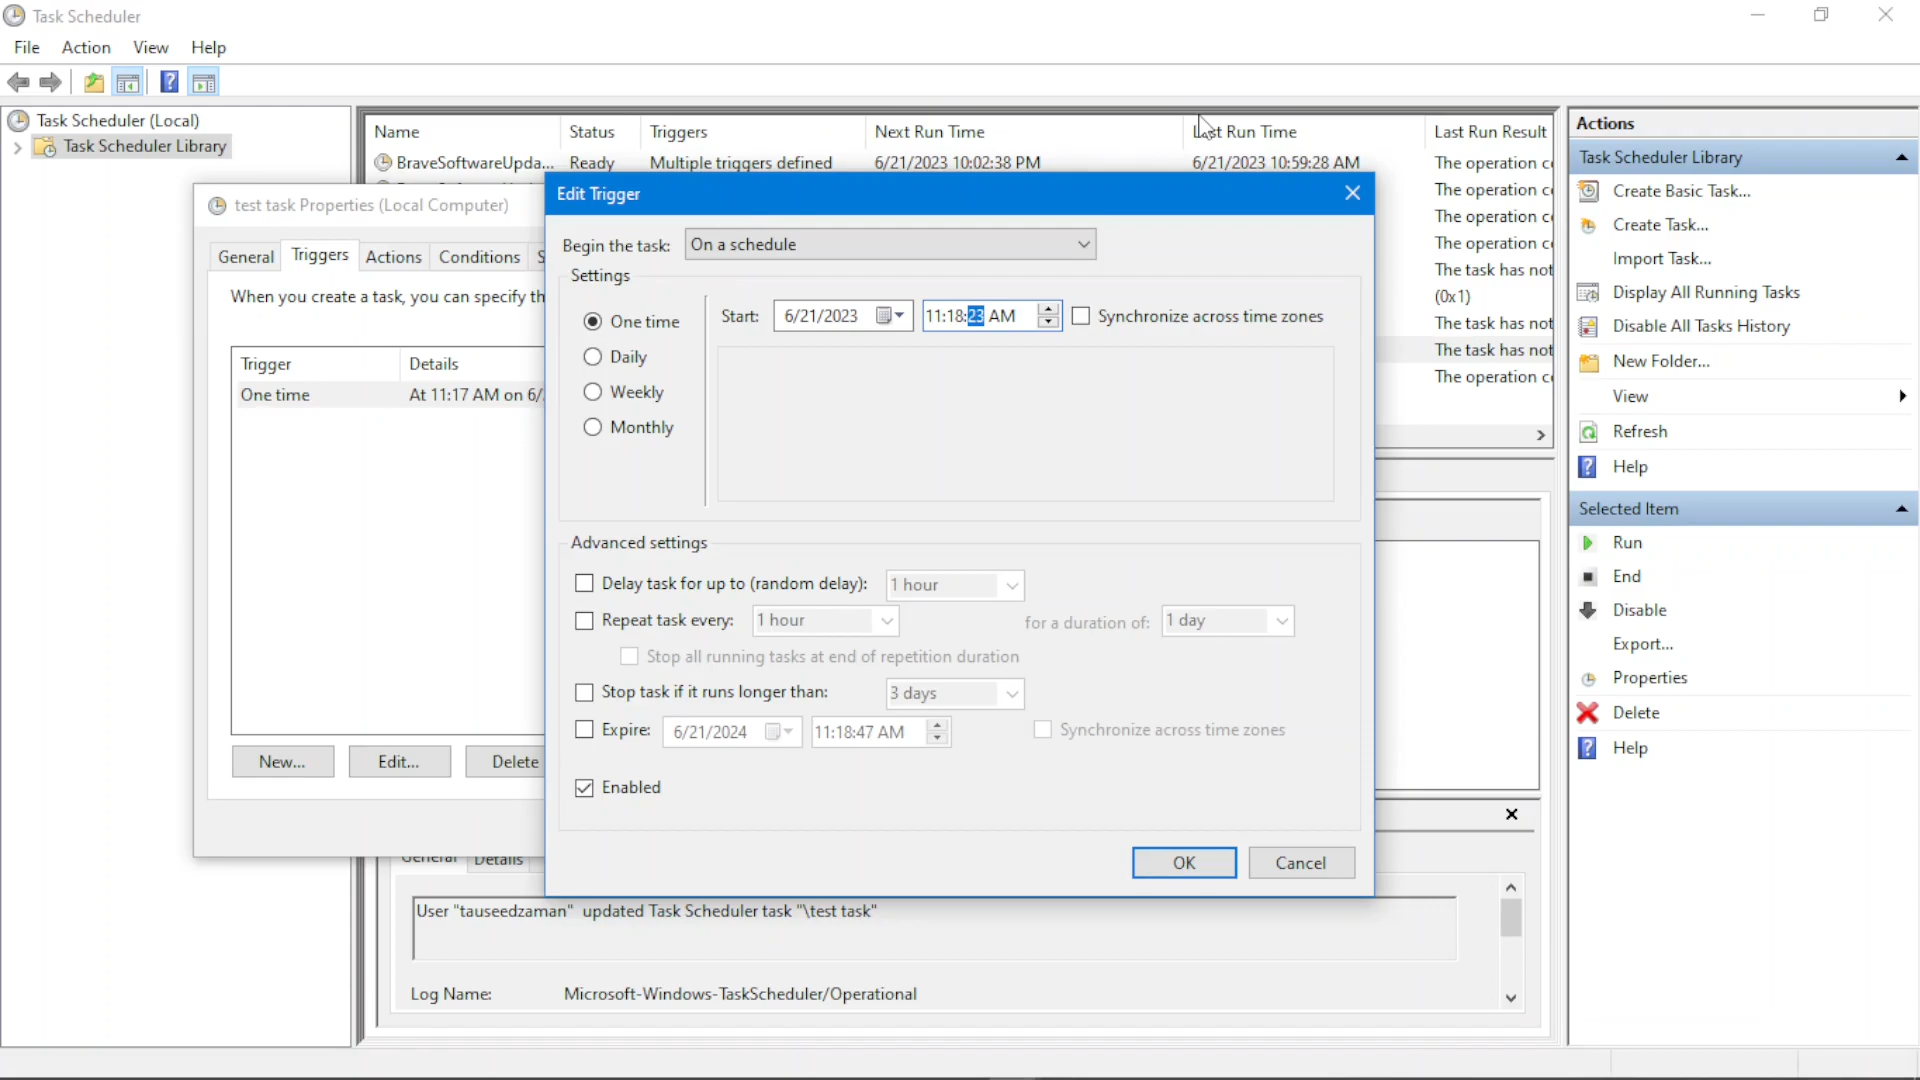 Task Scheduler
File Action View Help
Task Scheduler (Local)
Task Scheduler Library
Name Status Triggers Next Run Time Last Run Time Last Run Result
BraveSoftwareUpda... Ready Multiple triggers defined 6/21/2023 10:02:38 PM 6/21/2023 10:59:28 AM The operation c
The operation c
The operation c
The operation c
The task has not
(0x1)
The task has not
The task has not
The operation c
test task Properties (Local Computer)
General Triggers Actions Conditions S
When you create a task, you can specify th
Trigger Details
One time At 11:17 AM on 6/
New... Edit... Delete
Edit Trigger
Begin the task: On a schedule
Settings
One time
Daily
Weekly
Monthly
Start: 6/21/2023 11:18:23 AM Synchronize across time zones
Advanced settings
Delay task for up to (random delay): 1 hour
Repeat task every: 1 hour for a duration of: 1 day
Stop all running tasks at end of repetition duration
Stop task if it runs longer than: 3 days
Expire: 6/21/2024 11:18:47 AM Synchronize across time zones
Enabled
OK Cancel
General Details
User "tauseedzaman" updated Task Scheduler task "\test task"
Log Name: Microsoft-Windows-TaskScheduler/Operational
Actions
Task Scheduler Library
Create Basic Task...
Create Task...
Import Task...
Display All Running Tasks
Disable All Tasks History
New Folder...
View
Refresh
Help
Selected Item
Run
End
Disable
Export...
Properties
Delete
Help